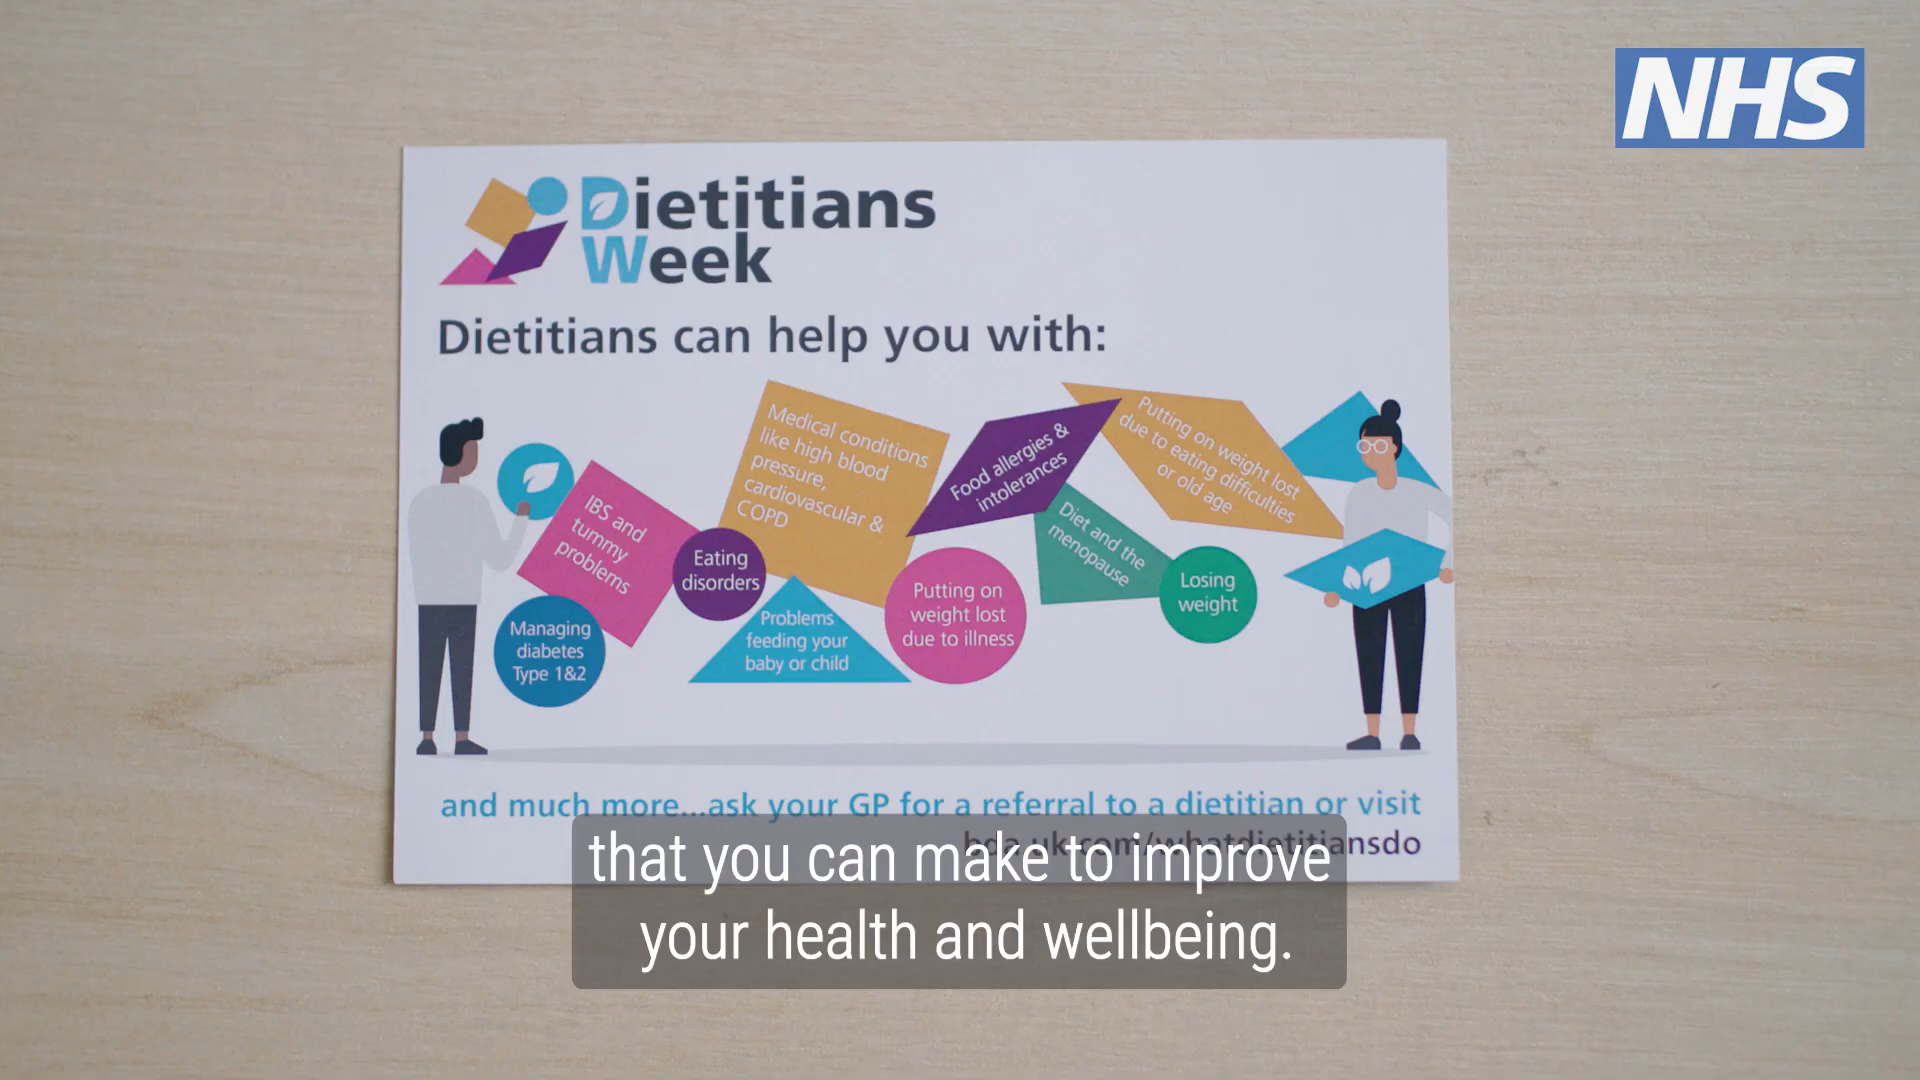 NHS
Dietitians
Week
Dietitians can help you with:
Medical conditions
like high blood
pressure,
cardiovascular &
COPD
Food allergies &
intolerances
Putting on weight lost
due to eating difficulties
or old age
IBS and
tummy
problems
Eating
disorders
Diet and the
menopause
Losing
weight
Managing
diabetes
Type 1&2
Problems
feeding your
baby or child
Putting on
weight lost
due to illness
and much more...ask your GP for a referral to a dietitian or visit
bda.uk.com/whatdietitiansdo
that you can make to improve
your health and wellbeing.